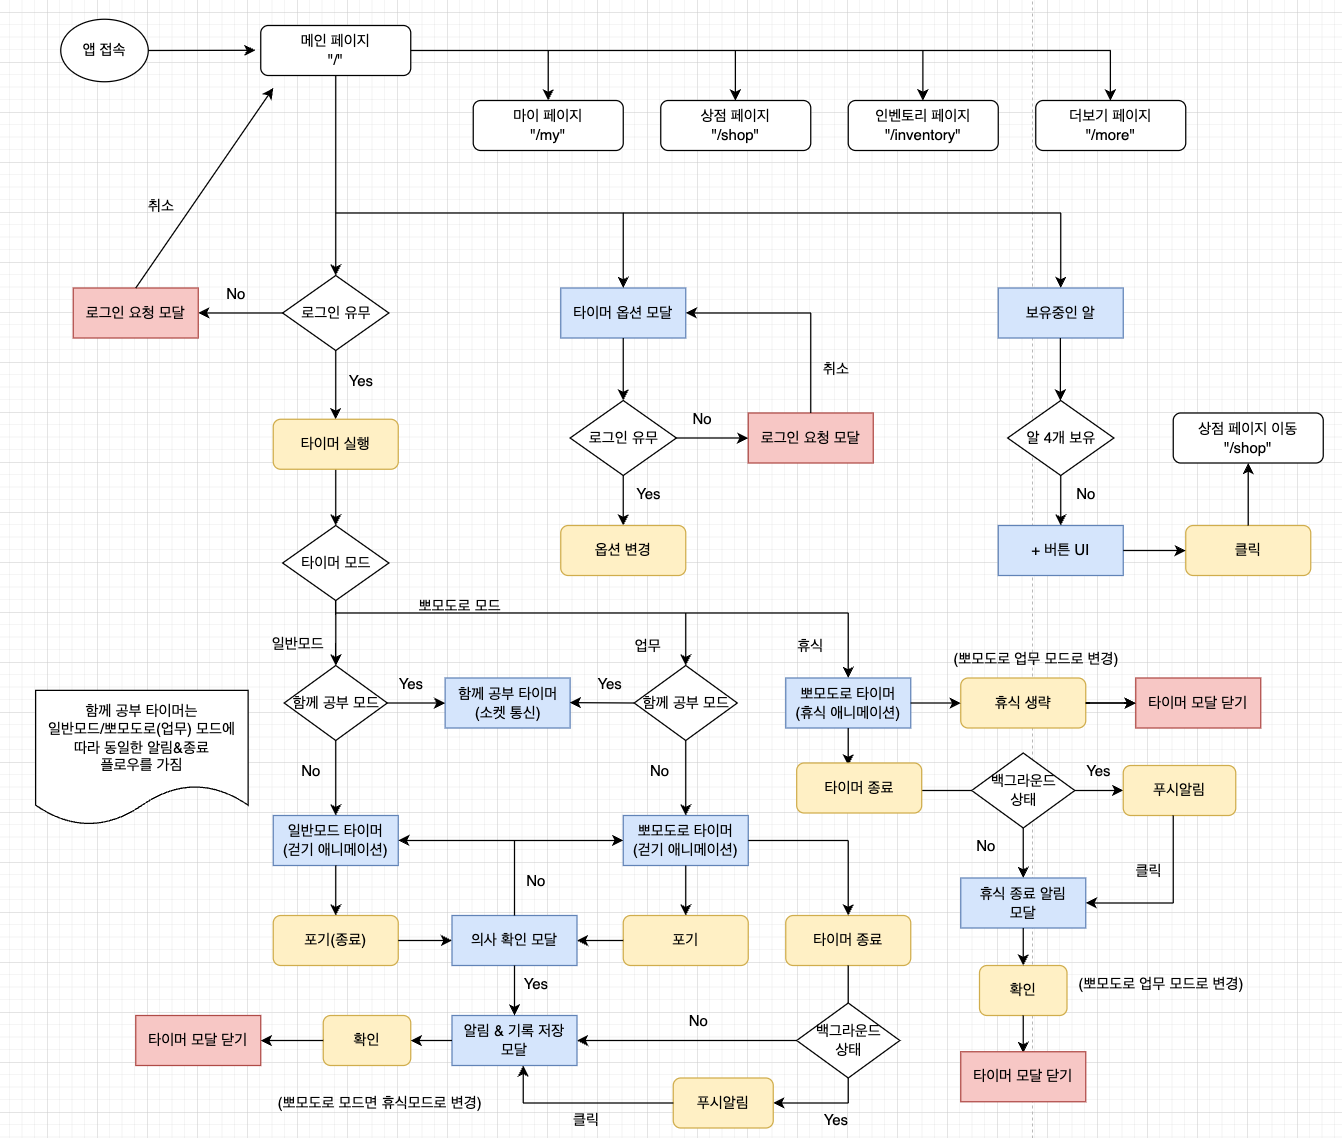 앱 접속
메인 페이지
"/"
마이 페이지
"/my"
상점 페이지
"/shop"
인벤토리 페이지
"/inventory"
더보기 페이지
"/more"
취소
로그인 요청 모달
No
로그인 유무
타이머 옵션 모달
보유중인 알
Yes
취소
타이머 실행
로그인 유무
No
로그인 요청 모달
알 4개 보유
상점 페이지 이동
"/shop"
Yes
No
타이머 모드
옵션 변경
+ 버튼 UI
클릭
뽀모도로 모드
일반모드
업무
휴식
(뽀모도로 업무 모드로 변경)
함께 공부 모드
Yes
함께 공부 타이머
(소켓 통신)
Yes
함께 공부 모드
뽀모도로 타이머
(휴식 애니메이션)
휴식 생략
타이머 모달 닫기
함께 공부 타이머는
일반모드/뽀모도로(업무) 모드에
따라 동일한 알림&종료
플로우를 가짐
No
No
타이머 종료
백그라운드
상태
Yes
푸시알림
일반모드 타이머
(걷기 애니메이션)
뽀모도로 타이머
(걷기 애니메이션)
No
No
클릭
휴식 종료 알림
모달
포기(종료)
의사 확인 모달
포기
타이머 종료
Yes
확인
(뽀모도로 업무 모드로 변경)
타이머 모달 닫기
확인
알림 & 기록 저장
모달
No
백그라운드
상태
타이머 모달 닫기
(뽀모도로 모드면 휴식모드로 변경)
클릭
푸시알림
Yes